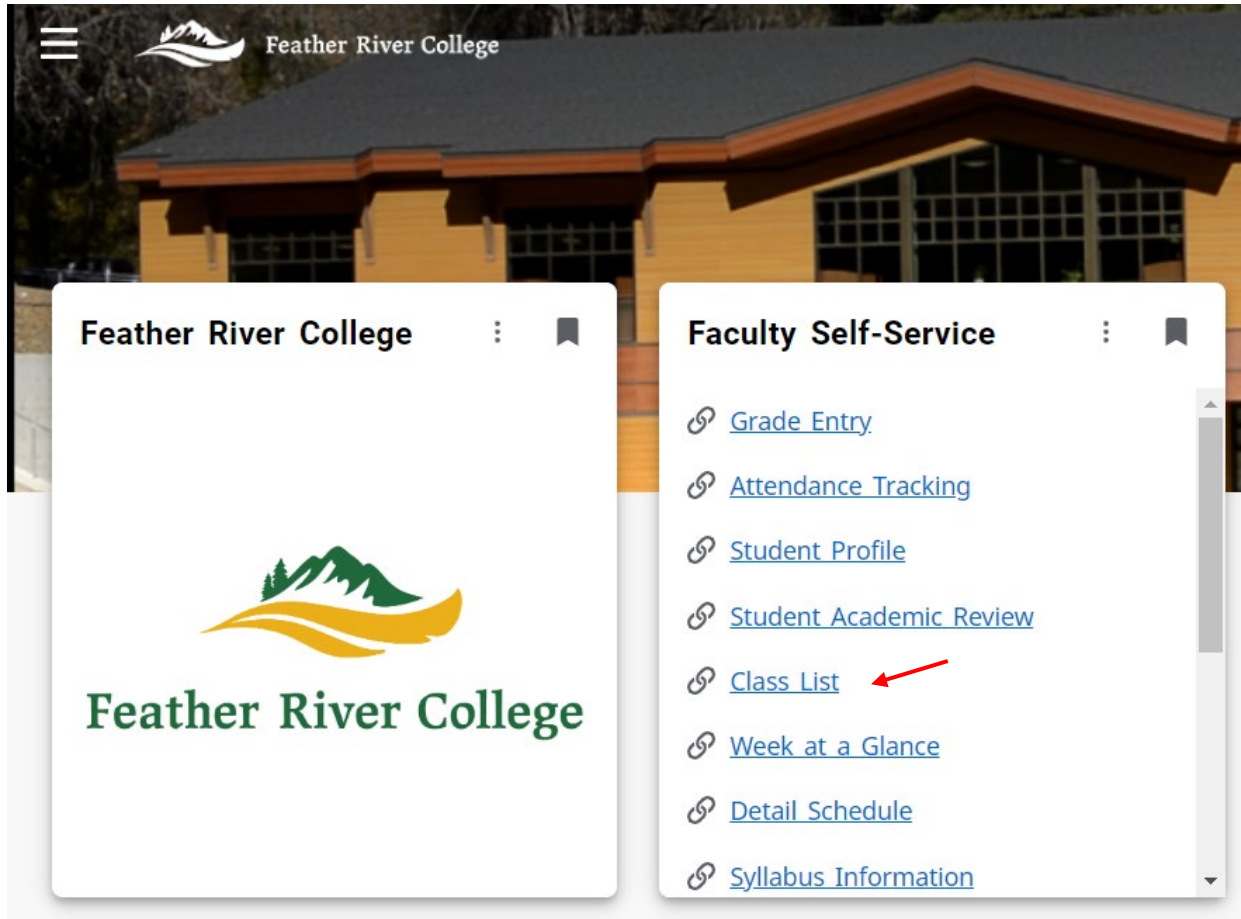 Feather River College
Feather River College
Feather River College
Faculty Self-Service
Grade Entry
Attendance Tracking
Student Profile
Student Academic Review
Class List
Week at a Glance
Detail Schedule
Syllabus Information